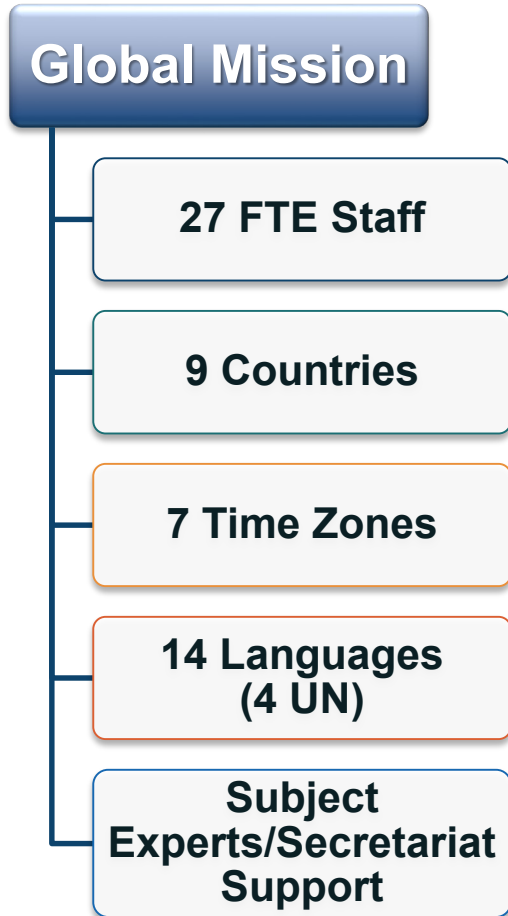 Global Mission
27 FTE Staff
9 Countries
7 Time Zones
14 Languages
(4 UN)
Subject
Experts/Secretariat
Support